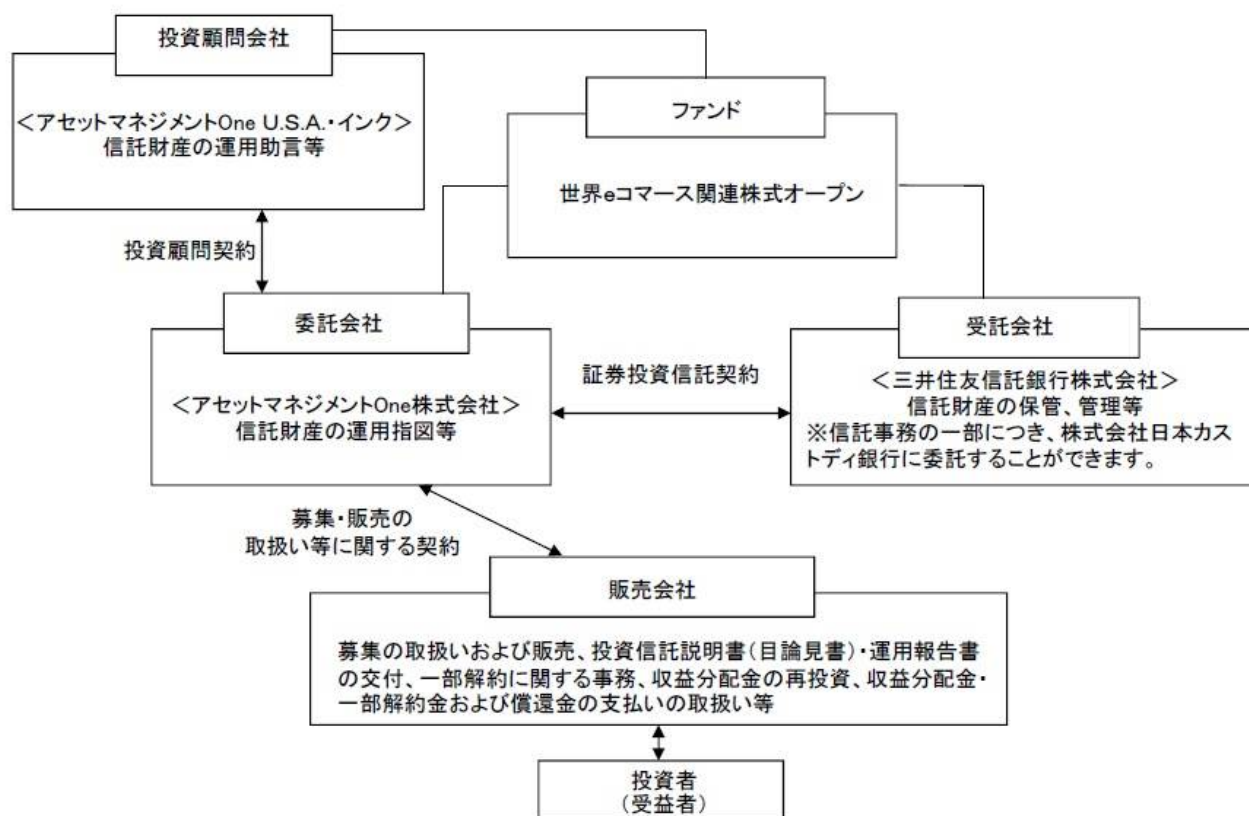 投資顧問会社
<アセットマネジメントOne U.S.A.・インク>
信託財産の運用助言等
ファンド
世界eコマース関連株式オープン
投資顧問契約
委託会社
<アセットマネジメントOne株式会社>
信託財産の運用指図等
証券投資信託契約
受託会社
<三井住友信託銀行株式会社>
信託財産の保管、管理等
※信託事務の一部につき、株式会社日本カス
トディ銀行に委託することができます。
募集・販売の
取扱い等に関する契約
販売会社
募集の取扱いおよび販売、投資信託説明書(目論見書)・運用報告書
の交付、一部解約に関する事務、収益分配金の再投資、収益分配金・
一部解約金および償還金の支払いの取扱い等
投資者
(受益者)